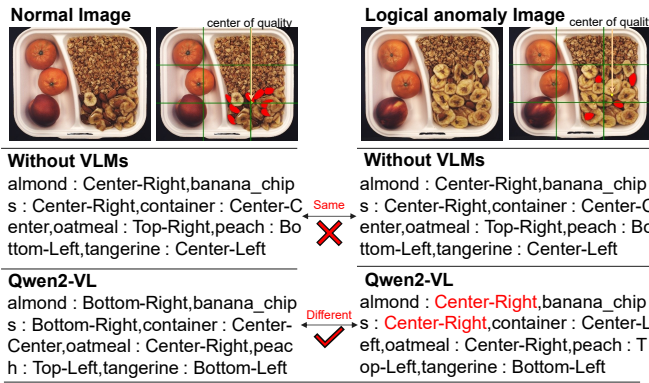 Normal Image
center of quality
Logical anomaly Image
center of qualit
Without VLMs
almond : Center-Right,banana_chip
s : Center-Right,container : Center-C
enter,oatmeal : Top-Right,peach : Bo
ttom-Left,tangerine : Center-Left
Same
Without VLMs
almond : Center-Right,banana_chip
s : Center-Right,container : Center-C
enter,oatmeal : Top-Right,peach : Bo
ttom-Left,tangerine : Center-Left
Qwen2-VL
almond : Bottom-Right,banana_chip
s : Bottom-Right,container : Center-
Center,oatmeal : Center-Right,peac
h : Top-Left,tangerine : Bottom-Left
Different
Qwen2-VL
almond : Center-Right,banana_chip
s : Center-Right,container : Center-L
eft,oatmeal : Center-Right,peach : T
op-Left,tangerine : Bottom-Left